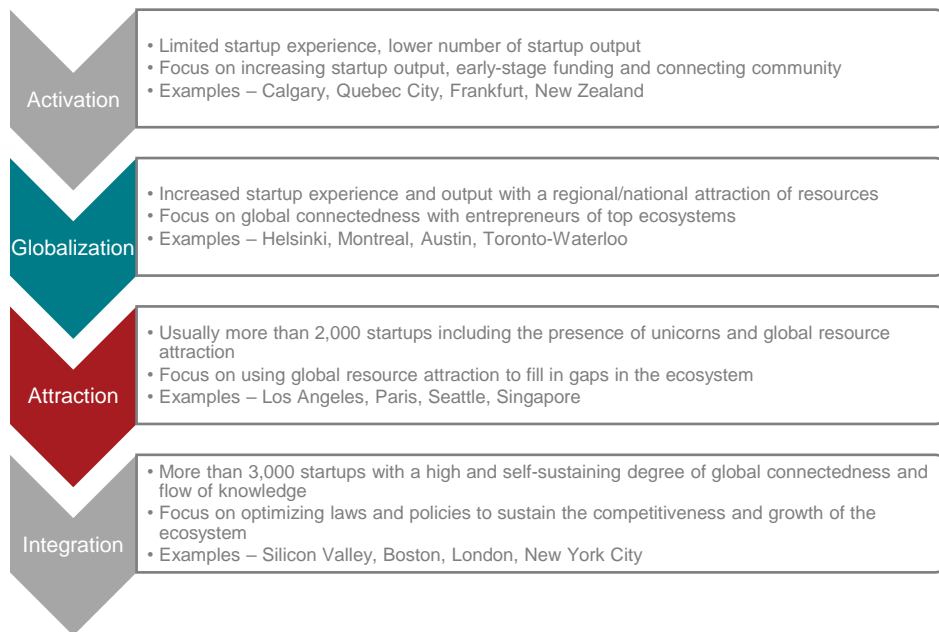 Activation
• Limited startup experience, lower number of startup output
• Focus on increasing startup output, early-stage funding and connecting community
• Examples – Calgary, Quebec City, Frankfurt, New Zealand
Globalization
• Increased startup experience and output with a regional/national attraction of resources
• Focus on global connectedness with entrepreneurs of top ecosystems
• Examples – Helsinki, Montreal, Austin, Toronto-Waterloo
Attraction
• Usually more than 2,000 startups including the presence of unicorns and global resource
attraction
• Focus on using global resource attraction to fill in gaps in the ecosystem
• Examples – Los Angeles, Paris, Seattle, Singapore
Integration
• More than 3,000 startups with a high and self-sustaining degree of global connectedness and
flow of knowledge
• Focus on optimizing laws and policies to sustain the competitiveness and growth of the
ecosystem
• Examples – Silicon Valley, Boston, London, New York City